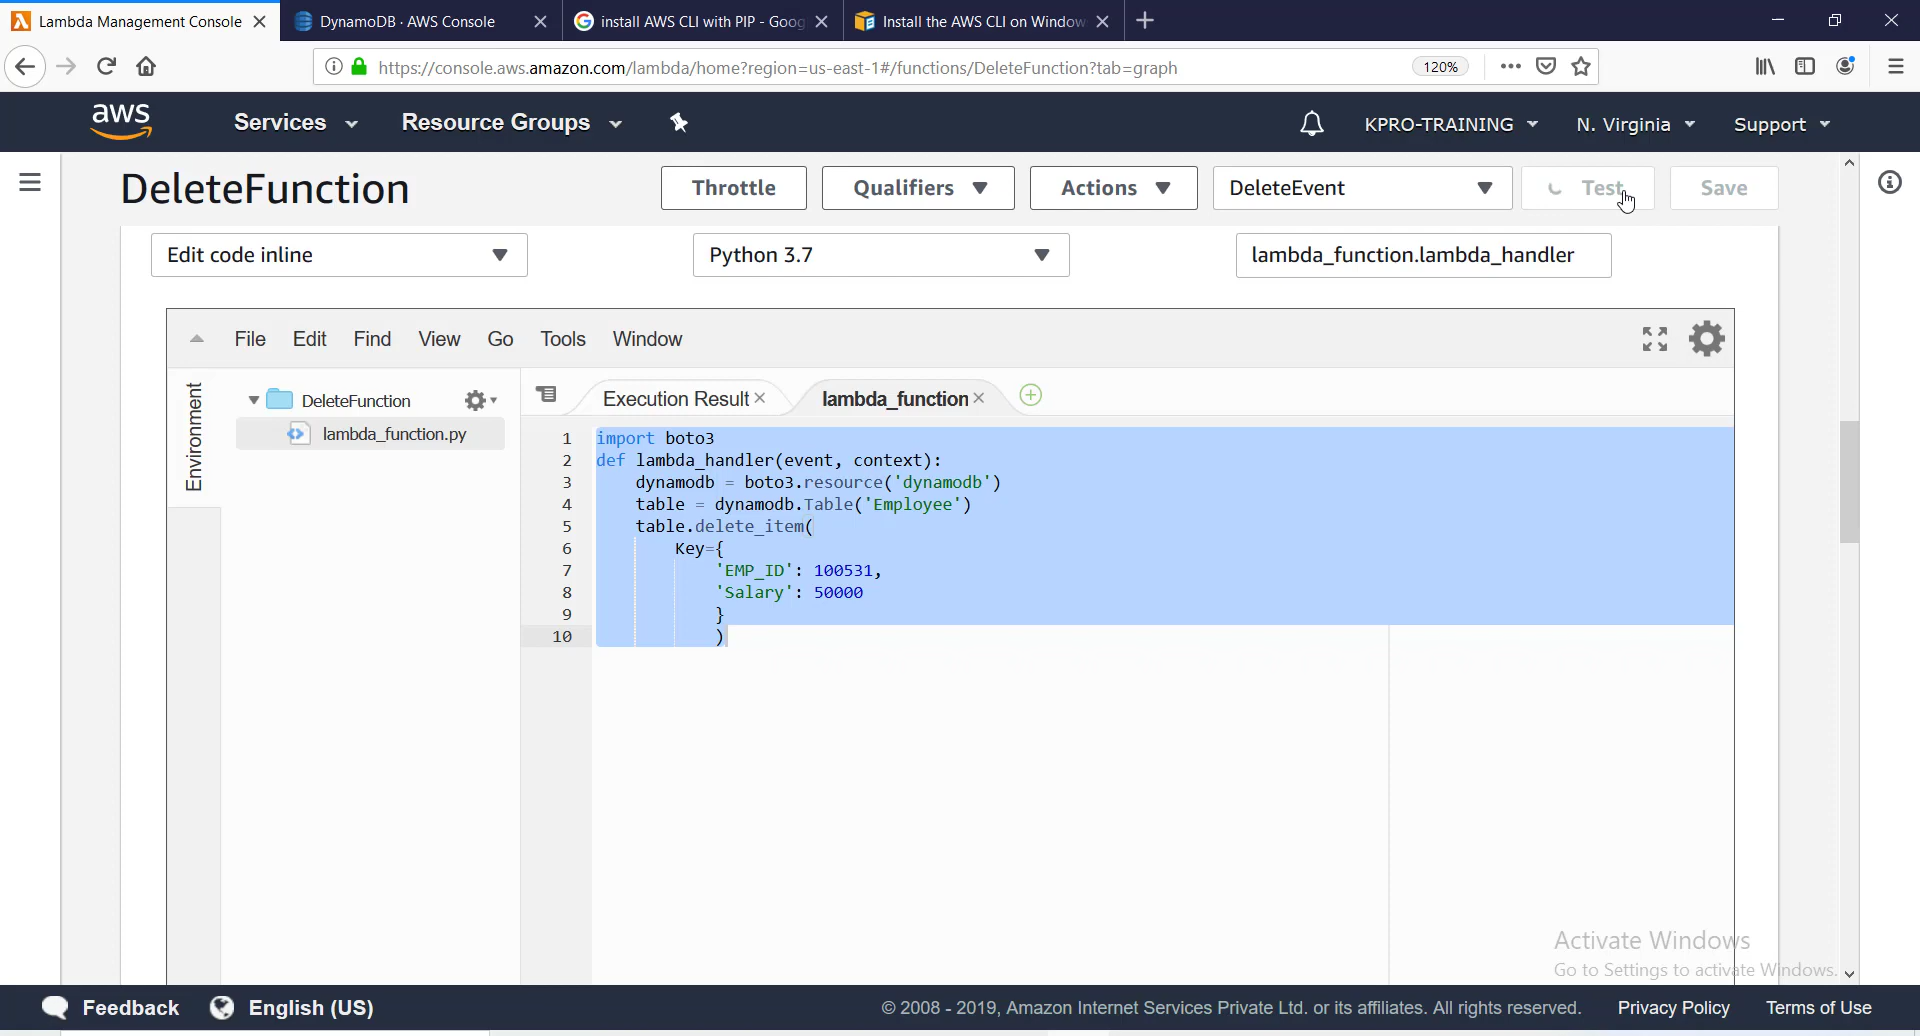 Lambda Management Console
DynamoDB · AWS Console
install AWS CLI with PIP - Goog
Install the AWS CLI on Window
https://console.aws.amazon.com/lambda/home?region=us-east-1#/functions/DeleteFunction?tab=graph
120%
aws
Services
Resource Groups
KPRO-TRAINING
N. Virginia
Support
DeleteFunction
Throttle
Qualifiers
Actions
DeleteEvent
Test
Save
Edit code inline
Python 3.7
lambda_function.lambda_handler
File Edit Find View Go Tools Window
Environment
DeleteFunction
lambda_function.py
Execution Result
lambda_function
1 import boto3
2 def lambda_handler(event, context):
3 dynamodb = boto3.resource('dynamodb')
4 table = dynamodb.Table('Employee')
5 table.delete_item(
6 Key={
7 'EMP_ID': 100531,
8 'Salary': 50000
9 }
10 )
Activate Windows
Go to Settings to activate Windows.
Feedback
English (US)
© 2008 - 2019, Amazon Internet Services Private Ltd. or its affiliates. All rights reserved.
Privacy Policy
Terms of Use